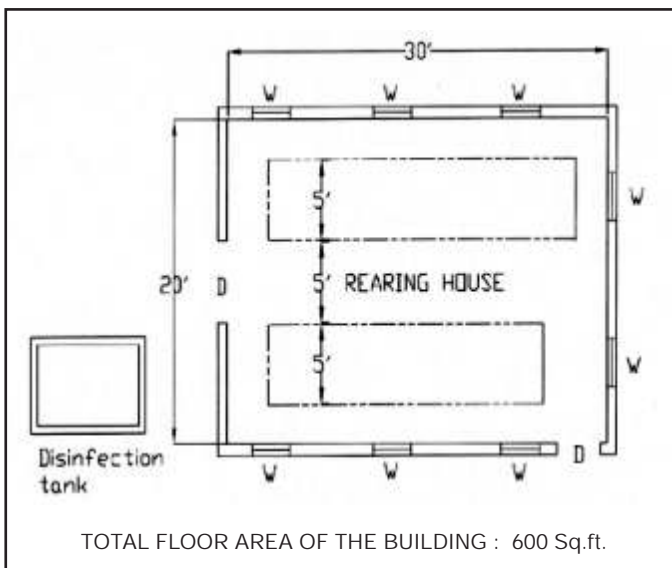 30'
W W W
5'
W
20' D 5' REARING HOUSE
5'
W
Disinfection
tank
W W W D
TOTAL FLOOR AREA OF THE BUILDING : 600 Sq.ft.